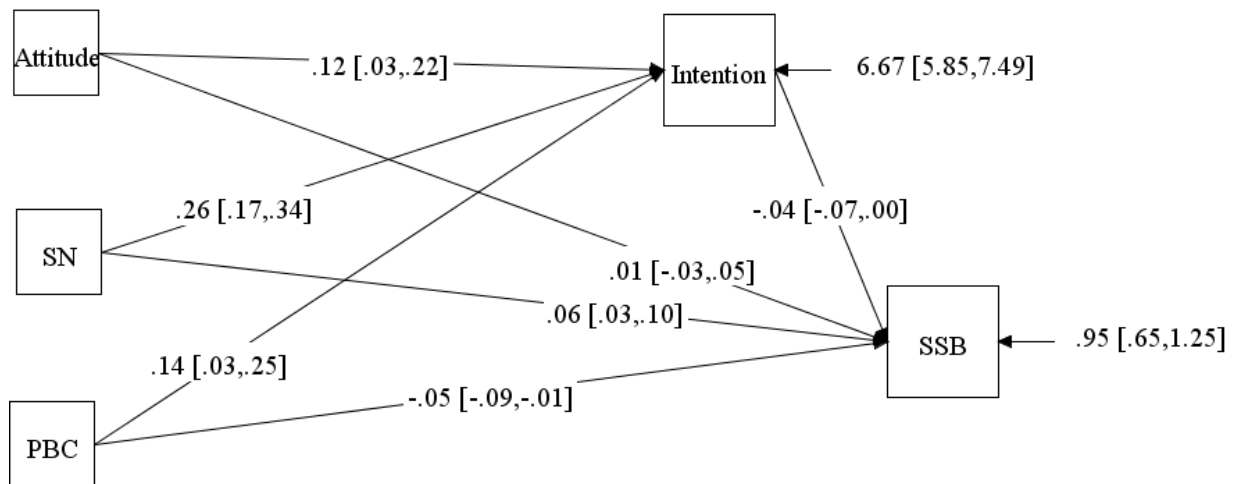 Attitude
.12 [.03,.22]
Intention
6.67 [5.85,7.49]
.26 [.17,.34]
-.04 [-.07,.00]
SN
.01 [-.03,.05]
.06 [.03,.10]
SSB
.95 [.65,1.25]
.14 [.03,.25]
-.05 [-.09,-.01]
PBC